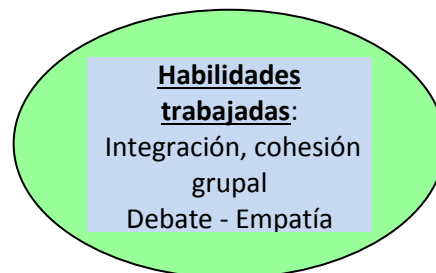 Habilidades
trabajadas:
Integración, cohesión
grupal
Debate - Empatía